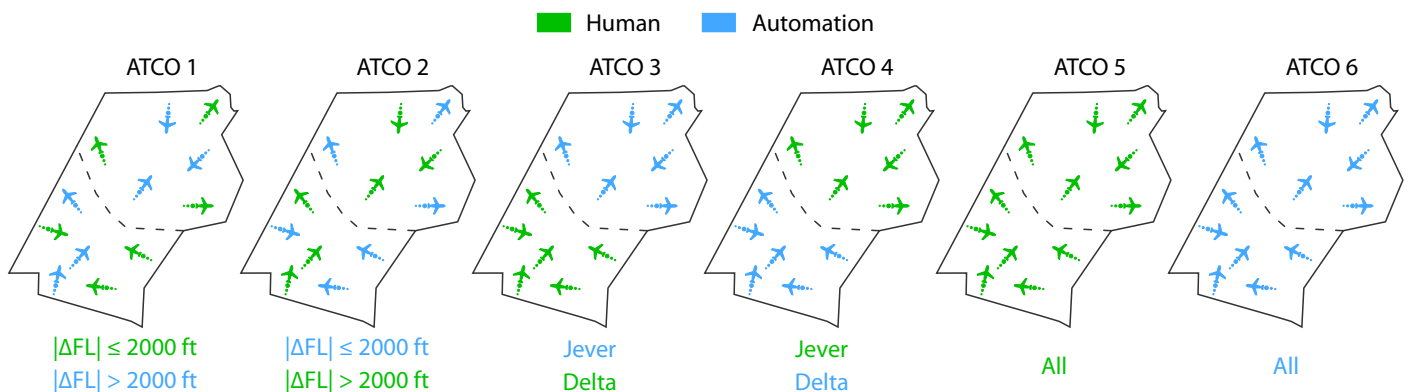 Human Automation
ATCO 1 ATCO 2 ATCO 3 ATCO 4 ATCO 5 ATCO 6
|ΔFL| ≤ 2000 ft |ΔFL| ≤ 2000 ft Jever Jever All All
|ΔFL| > 2000 ft |ΔFL| > 2000 ft Delta Delta